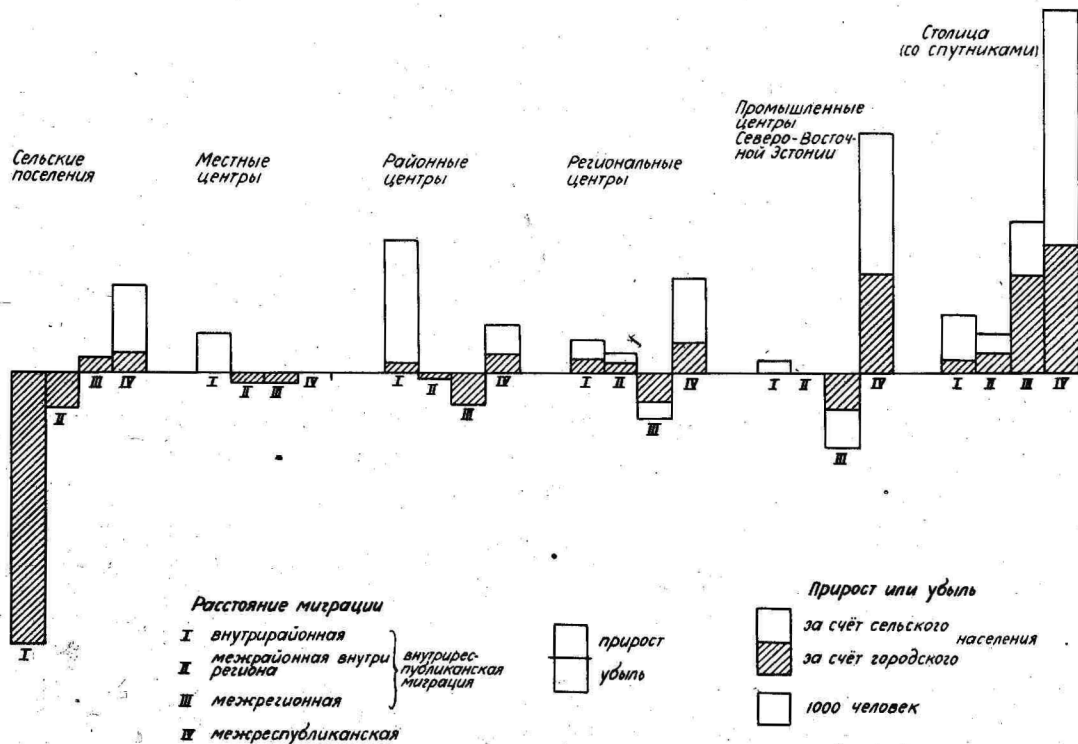 Столица
(со спутниками)
Промышленные
центры
Северо-Восточ-
ной Эстонии
Сельские
поселения
Местные
центры
Районные
центры
Региональные
центры
III IV
I
II
I
II III IV
I
II
III
IV
I II
III
IV
I II
III
IV
I II III IV
I
Расстояние миграции
I внутрирайонная
II межрайонная внутри
региона
III межрегионная
внутрирес-
публиканская
миграция
IV межреспубликанская
прирост
убыль
Прирост или убыль
за счёт сельского
населения
за счёт городского
1000 человек